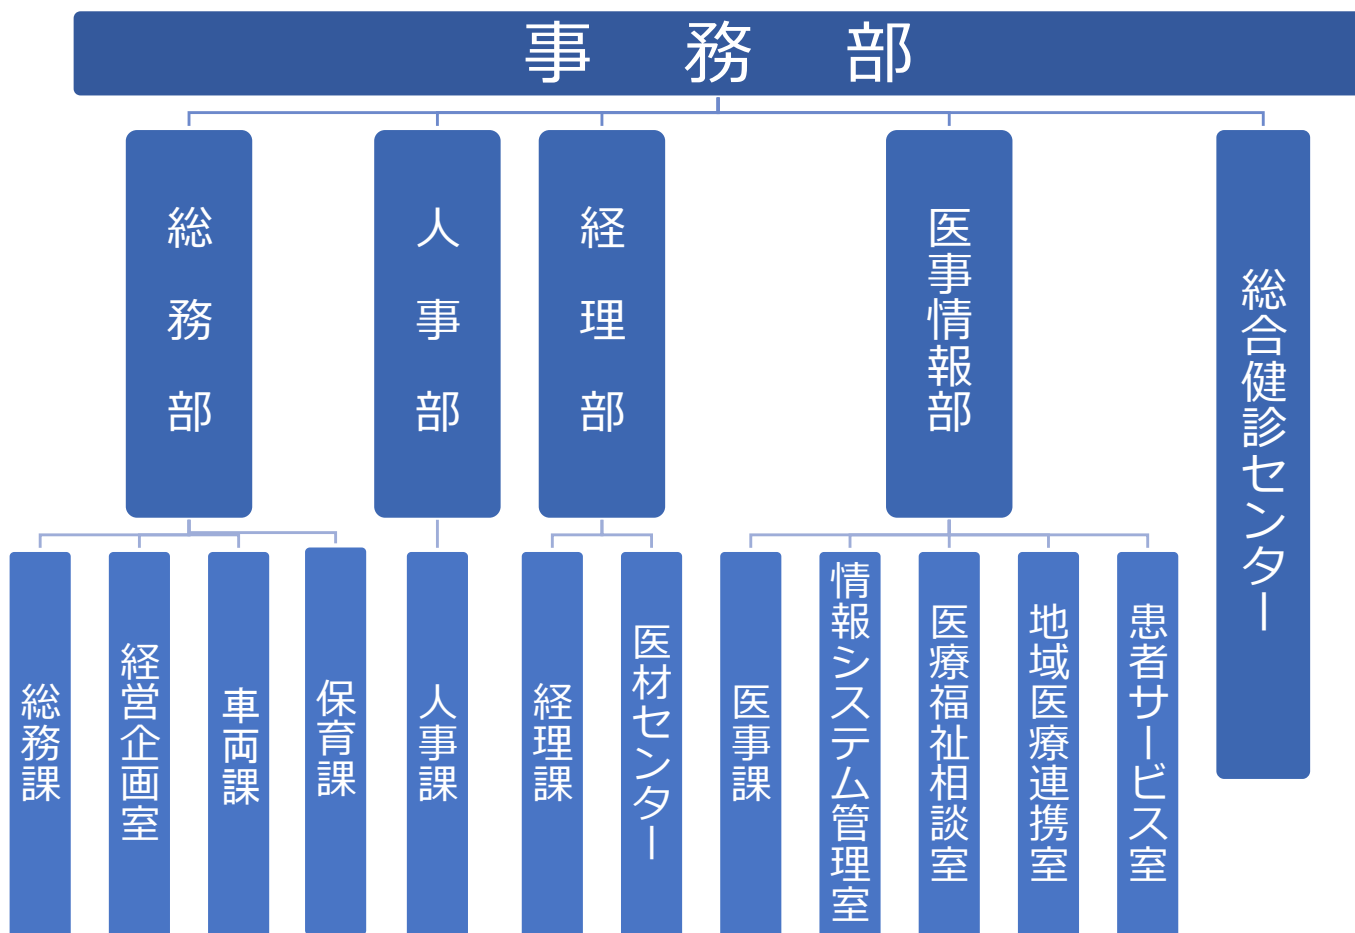 事務部
総務部
人事部
経理部
医事情報部
総合健診センター
総務課
経営企画室
車両課
保育課
人事課
経理課
医材センター
医事課
情報システム管理室
医療福祉相談室
地域医療連携室
患者サービス室